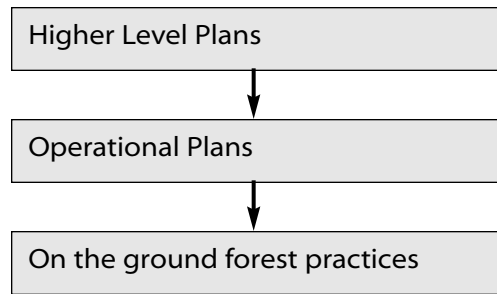 Higher Level Plans
Operational Plans
On the ground forest practices